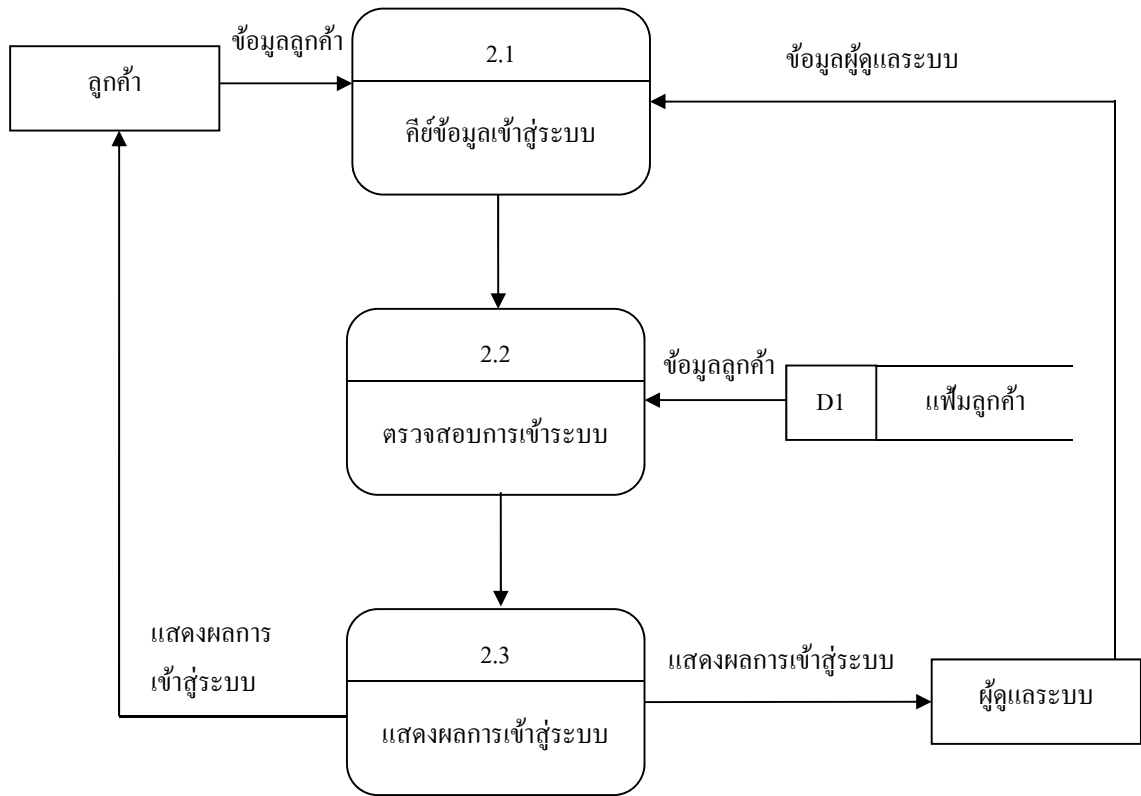 ข้อมูลลูกค้า
2.1
ข้อมูลผู้ดูแลระบบ
ลูกค้า
คีย์ข้อมูลเข้าสู่ระบบ
2.2
ข้อมูลลูกค้า
D1
แฟ้มลูกค้า
ตรวจสอบการเข้าระบบ
แสดงผลการ
เข้าสู่ระบบ
2.3
แสดงผลการเข้าสู่ระบบ
ผู้ดูแลระบบ
แสดงผลการเข้าสู่ระบบ